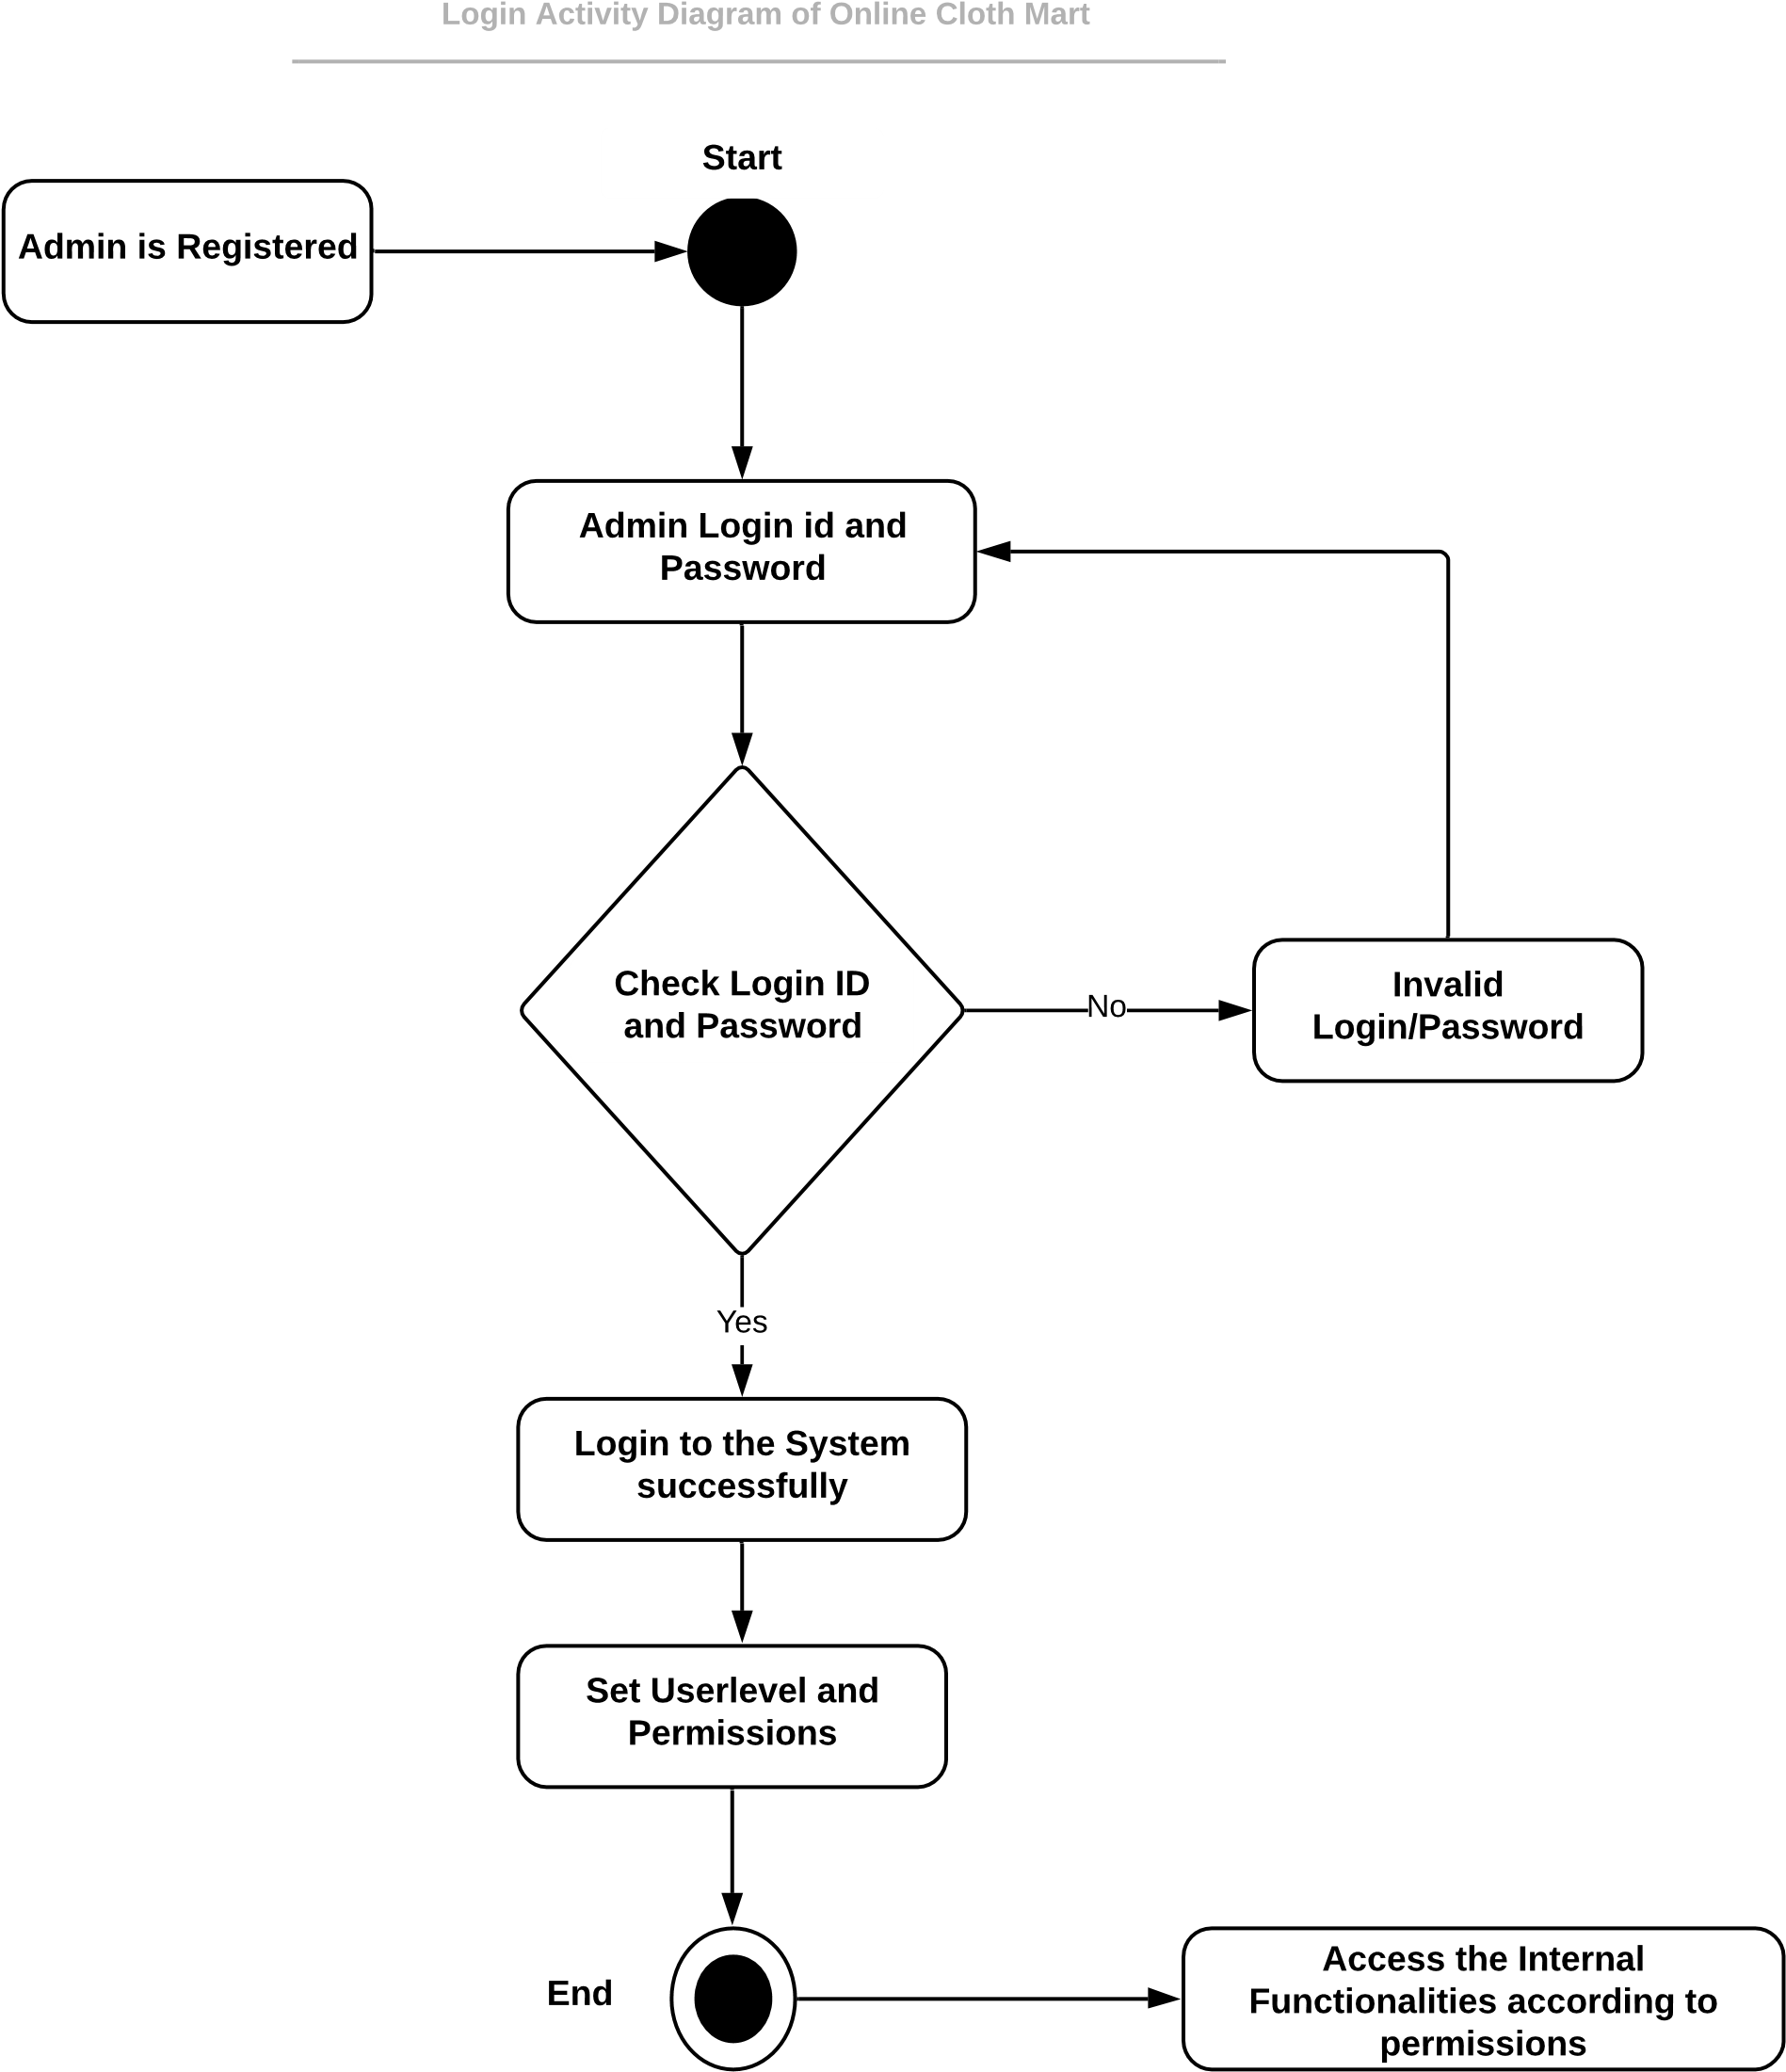 Login Activity Diagram of Online Cloth Mart
Start
Admin is Registered
Admin Login id and
Password
Check Login ID
and Password
No
Invalid
Login/Password
Yes
Login to the System
successfully
Set Userlevel and
Permissions
End
Access the Internal
Functionalities according to
permissions